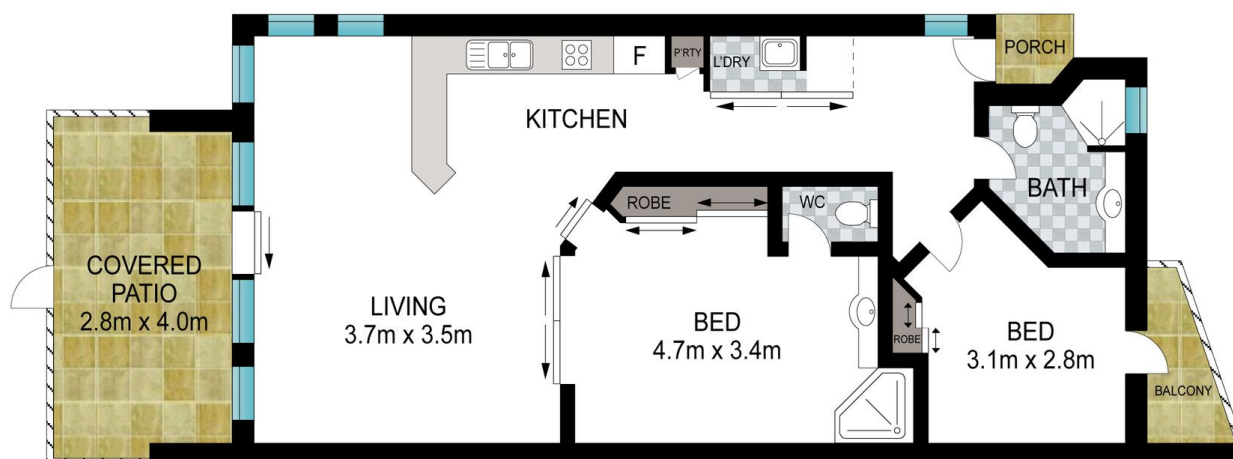 PORCH
F
P'RTY
L'DRY
KITCHEN
BATH
ROBE
WC
COVERED
PATIO
2.8m x 4.0m
LIVING
3.7m x 3.5m
BED
4.7m x 3.4m
ROBE
BED
3.1m x 2.8m
BALCONY